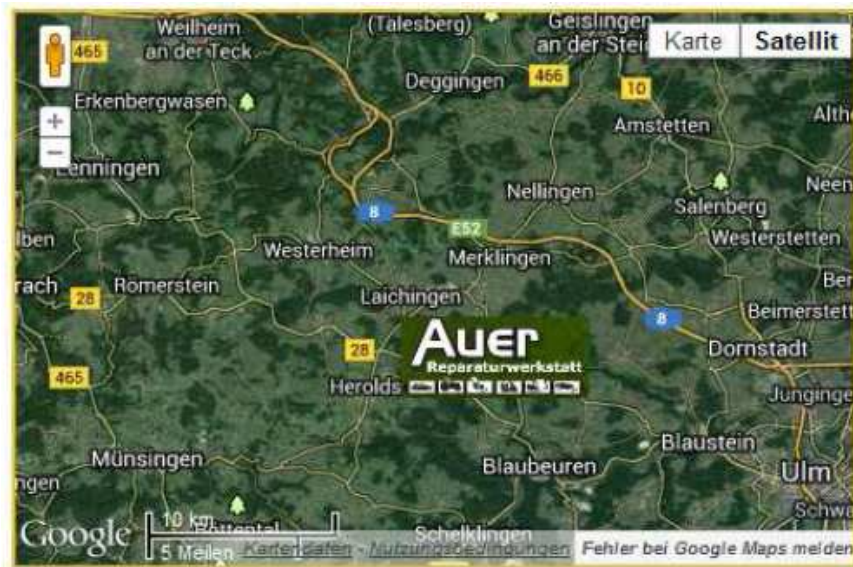 Weilheim
an der Teck
(Talesberg)
Geislingen
an der Stei
Karte
Satellit
465
Deggingen
466
10
Erkenbergwasen
Amstetten
Althe
+
−
Lenningen
Nellingen
Salenberg
Neen
8
E52
lben
Westerheim
Merklingen
Westerstetten
rach
28
Römerstein
Laichingen
Ber
Beimerstett
8
Auer
Reparaturwerkstatt
28
Dornstadt
465
Herolds
Junginge
Münsingen
Blaustein
Blaubeuren
Ulm
ngen
Schwa
Google
10 km
5 Meilen
Schelklingen
Kartendaten - Nutzungsbedingungen
Fehler bei Google Maps melden